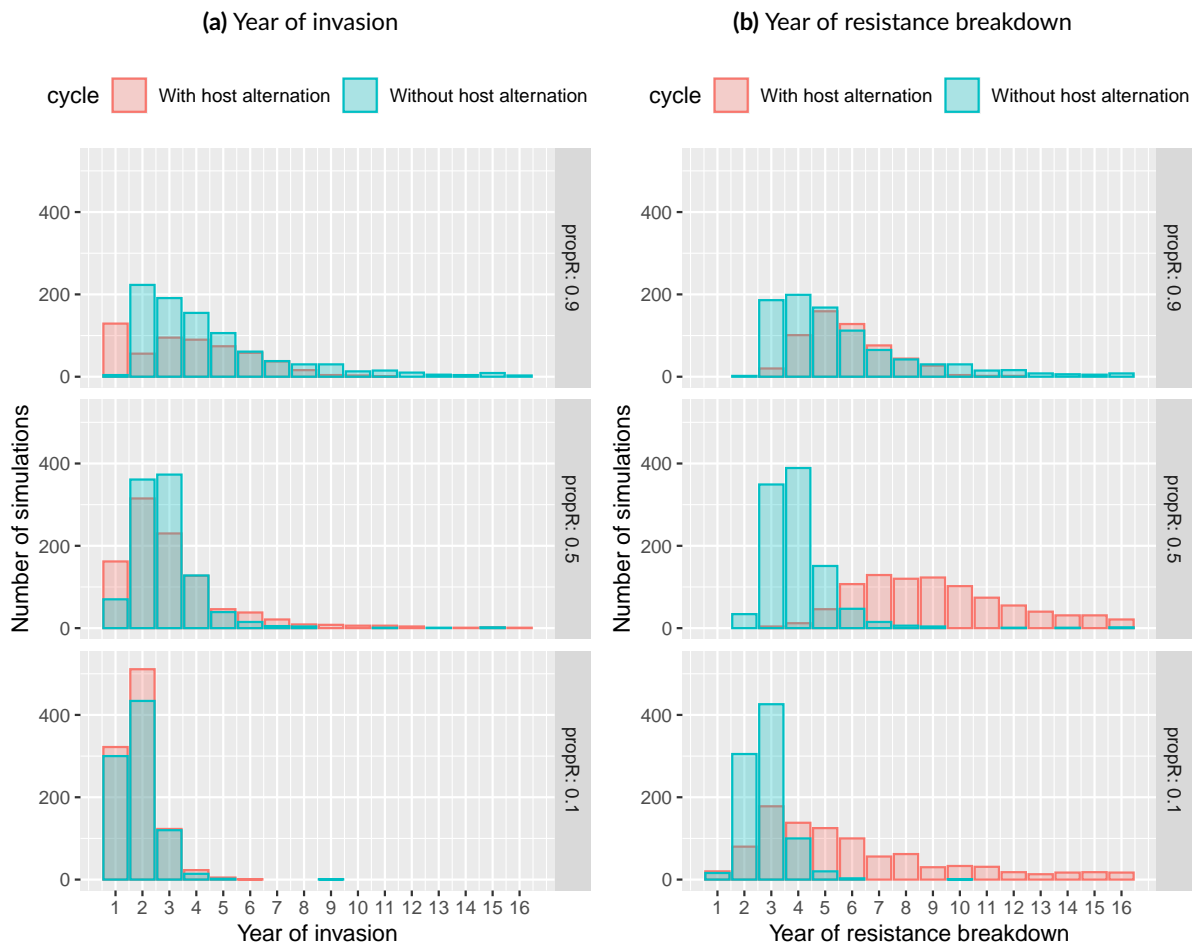 (a) Year of invasion
cycle With host alternation Without host alternation
Number of simulations
400
200
0
propR: 0.9
400
200
0
propR: 0.5
400
200
0
propR: 0.1
1 2 3 4 5 6 7 8 9 10 11 12 13 14 15 16
Year of invasion
(b) Year of resistance breakdown
cycle With host alternation Without host alternation
Number of simulations
400
200
0
propR: 0.9
400
200
0
propR: 0.5
400
200
0
propR: 0.1
1 2 3 4 5 6 7 8 9 10 11 12 13 14 15 16
Year of resistance breakdown